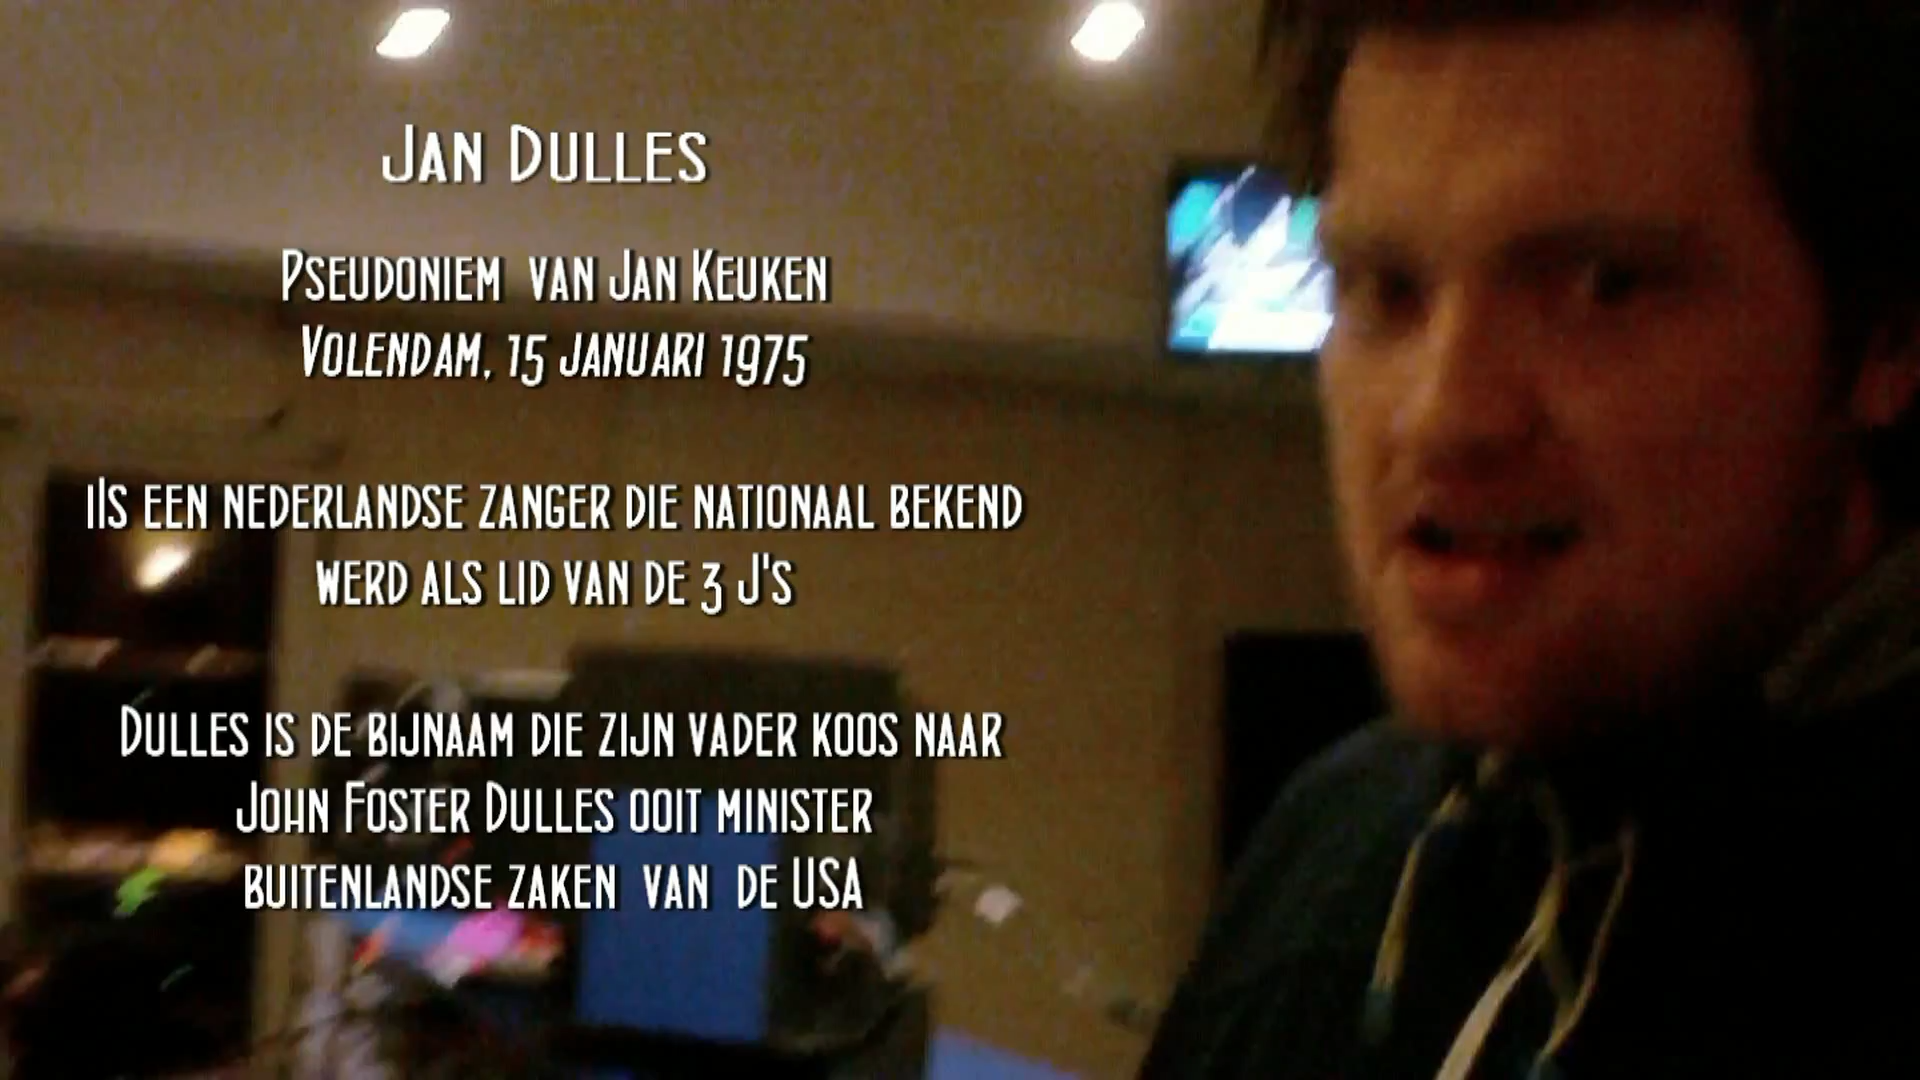 Jan Dulles
Pseudoniem van Jan Keuken
Volendam, 15 januari 1975
iIs een nederlandse zanger die nationaal bekend
werd als lid van de 3 J's
Dulles is de bijnaam die zijn vader koos naar
John Foster Dulles ooit minister
buitenlandse zaken van de USA